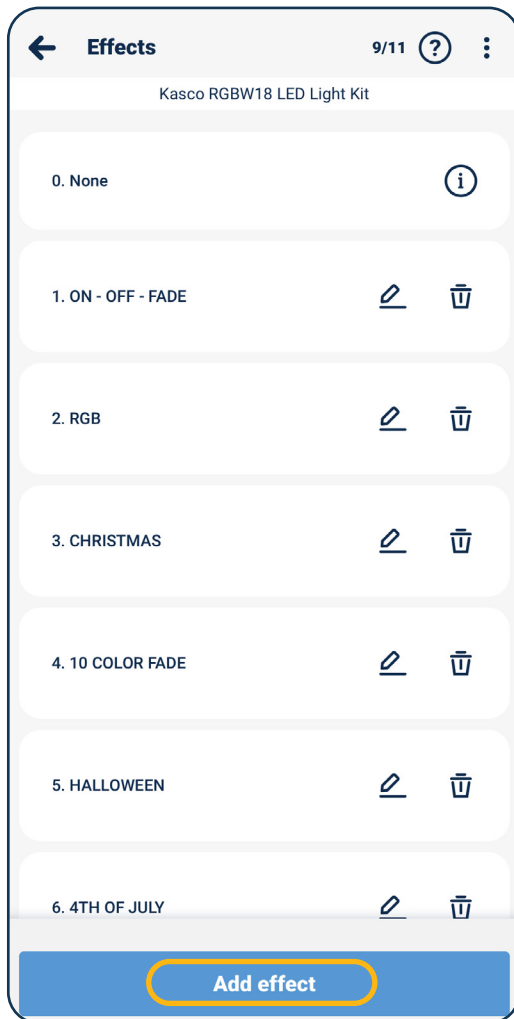 Effects 9/11 ?
Kasco RGBW18 LED Light Kit
0. None i
1. ON - OFF - FADE
2. RGB
3. CHRISTMAS
4. 10 COLOR FADE
5. HALLOWEEN
6. 4TH OF JULY
Add effect